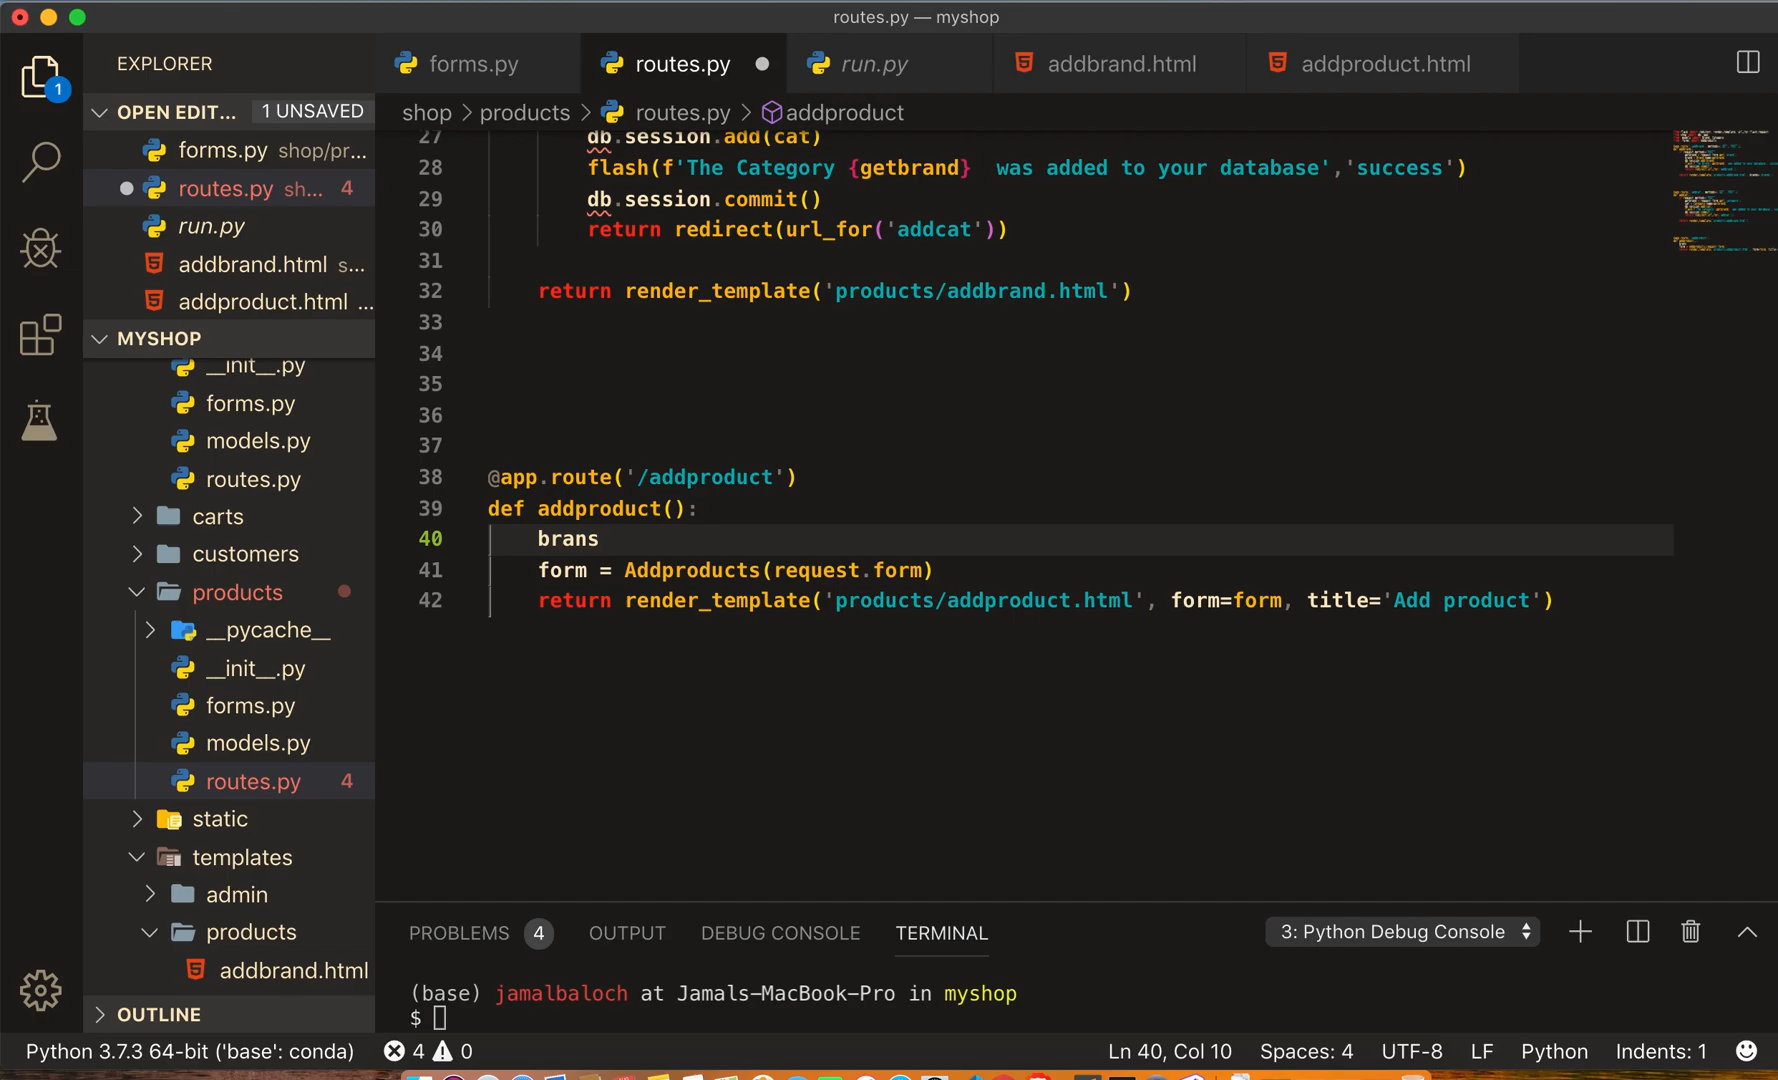 routes.py — myshop
EXPLORER
forms.py
routes.py
run.py
addbrand.html
addproduct.html
1
OPEN EDIT... 1 UNSAVED
shop > products > routes.py > addproduct
forms.py shop/pr...
routes.py sh... 4
run.py
addbrand.html s...
addproduct.html ...
MYSHOP
__init__.py
forms.py
models.py
routes.py
carts
customers
products
__pycache__
__init__.py
forms.py
models.py
routes.py 4
static
templates
admin
products
addbrand.html
OUTLINE
27 db.session.add(cat)
28 flash(f'The Category {getbrand}  was added to your database','success')
29 db.session.commit()
30 return redirect(url_for('addcat'))
31
32 return render_template('products/addbrand.html')
33
34
35
36
37
38 @app.route('/addproduct')
39 def addproduct():
40 brans
41 form = Addproducts(request.form)
42 return render_template('products/addproduct.html', form=form, title='Add product')
PROBLEMS 4 OUTPUT DEBUG CONSOLE TERMINAL 3: Python Debug Console
(base) jamalbaloch at Jamals-MacBook-Pro in myshop
$
Python 3.7.3 64-bit ('base': conda) 4 0 Ln 40, Col 10 Spaces: 4 UTF-8 LF Python Indents: 1